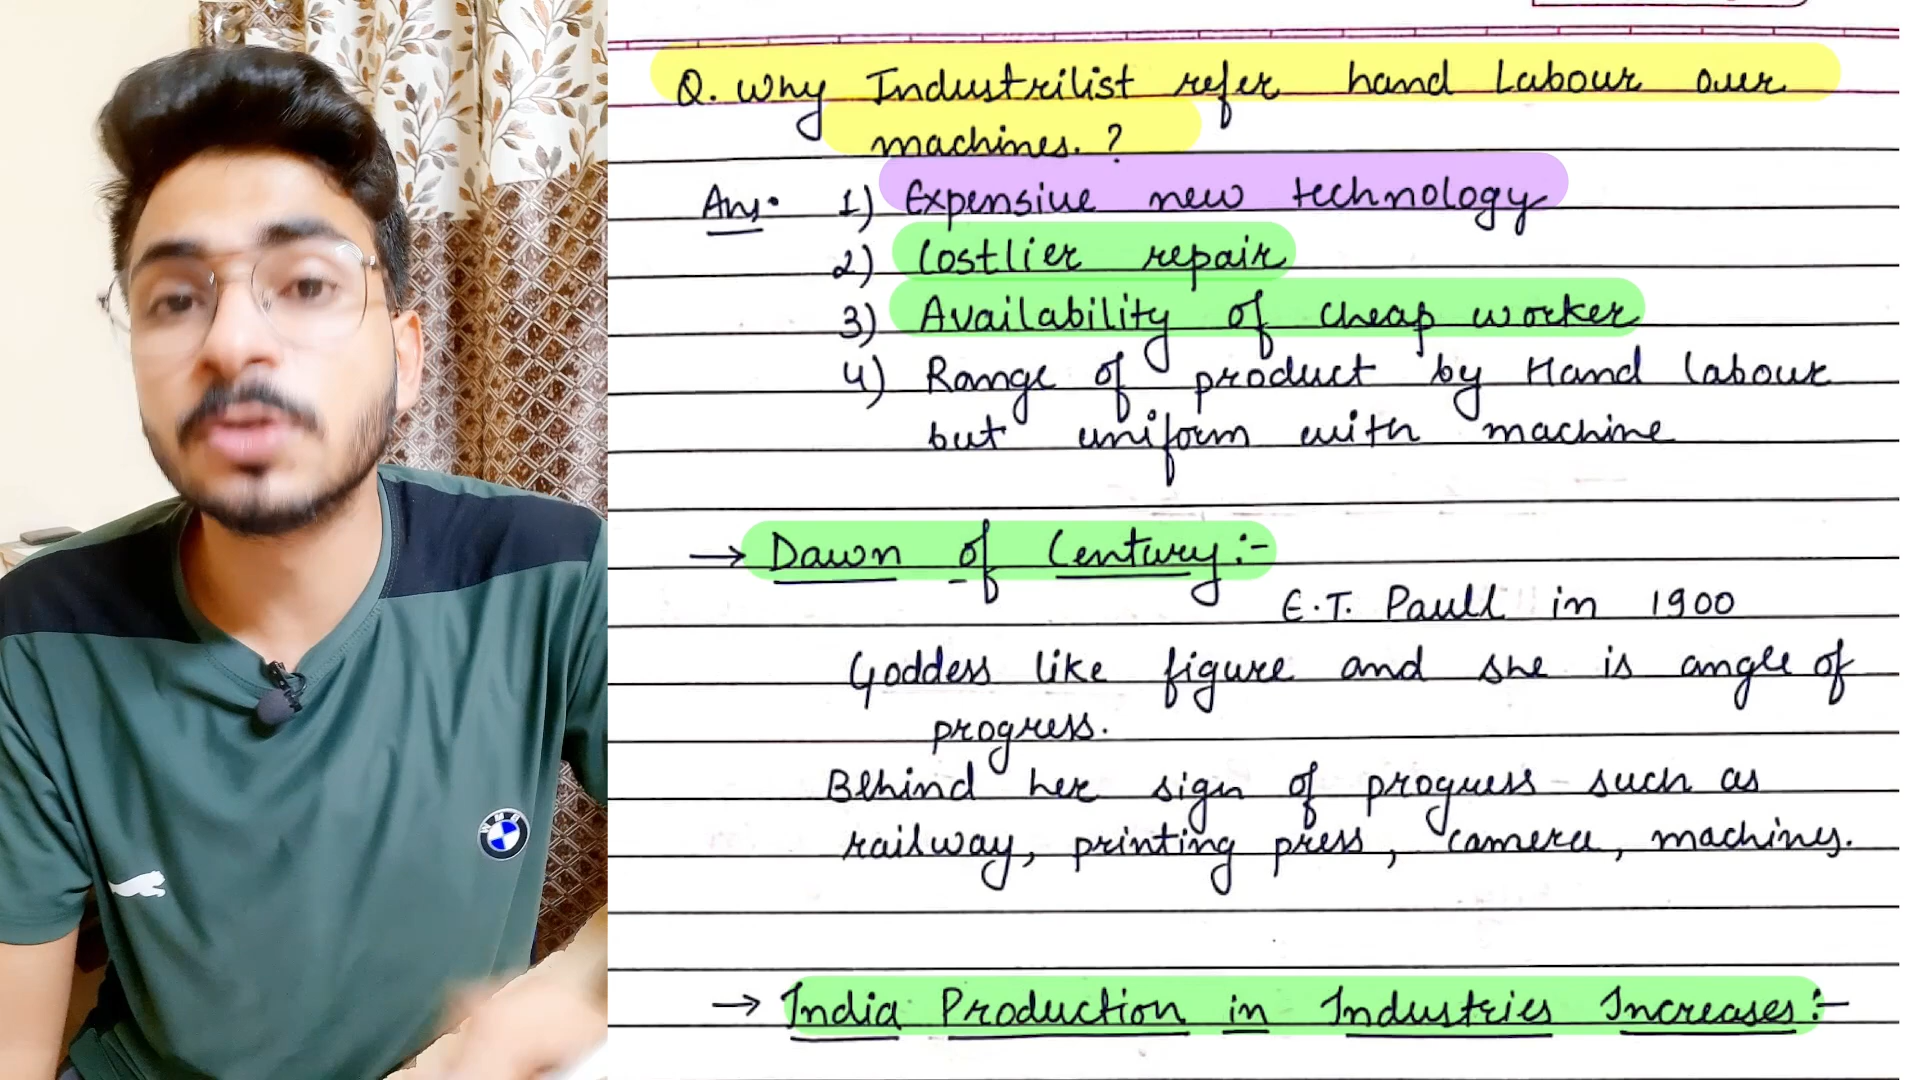 Q. Why Industrilist refer hand Labour over
machines. ?
Ans. 1) Expensive new technology
2) Costlier repair
3) Availability of cheap worker
4) Range of product by Hand labour
but uniform with machine
→ Dawn of Century :-
E.T. Paull in 1900
Goddess like figure and she is angle of
progress.
Behind her sign of progress such as
railway, printing press, camera, machines.
→ India Production in Industries Increases :-
BMW